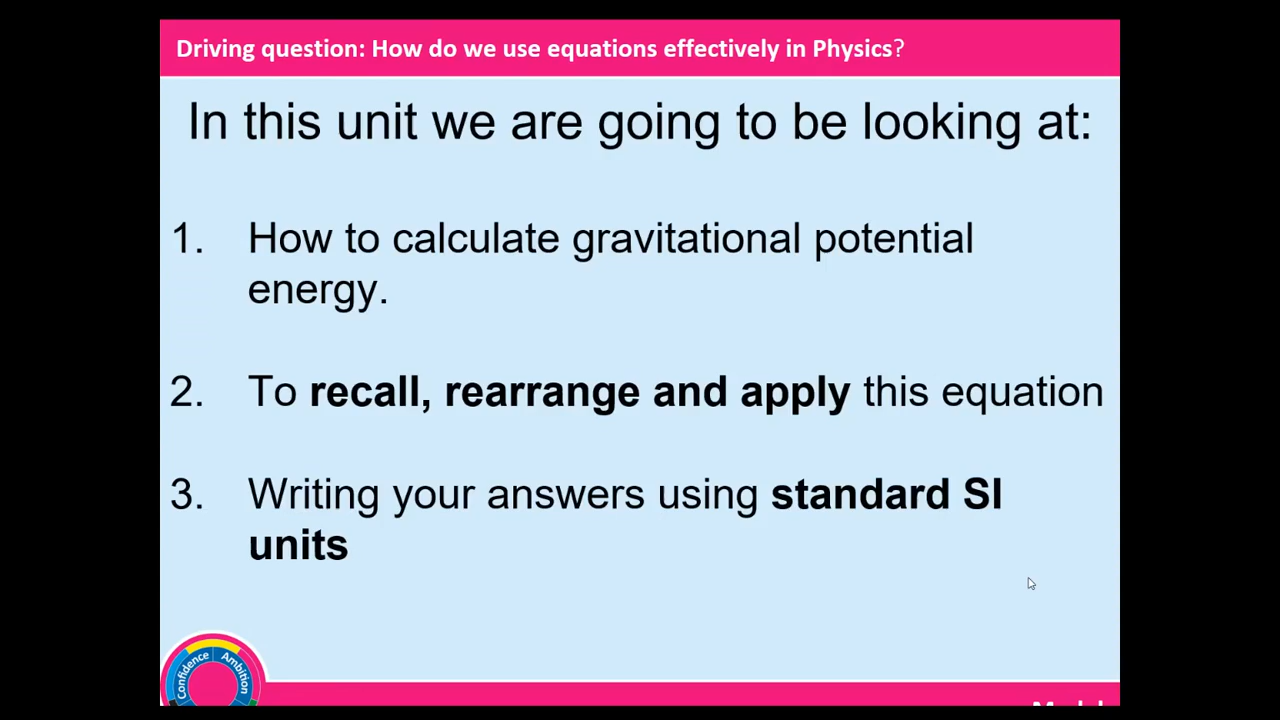 Driving question: How do we use equations effectively in Physics?
In this unit we are going to be looking at:
1. How to calculate gravitational potential
energy.
2. To recall, rearrange and apply this equation
3. Writing your answers using standard SI
units
Confidence
Ambition